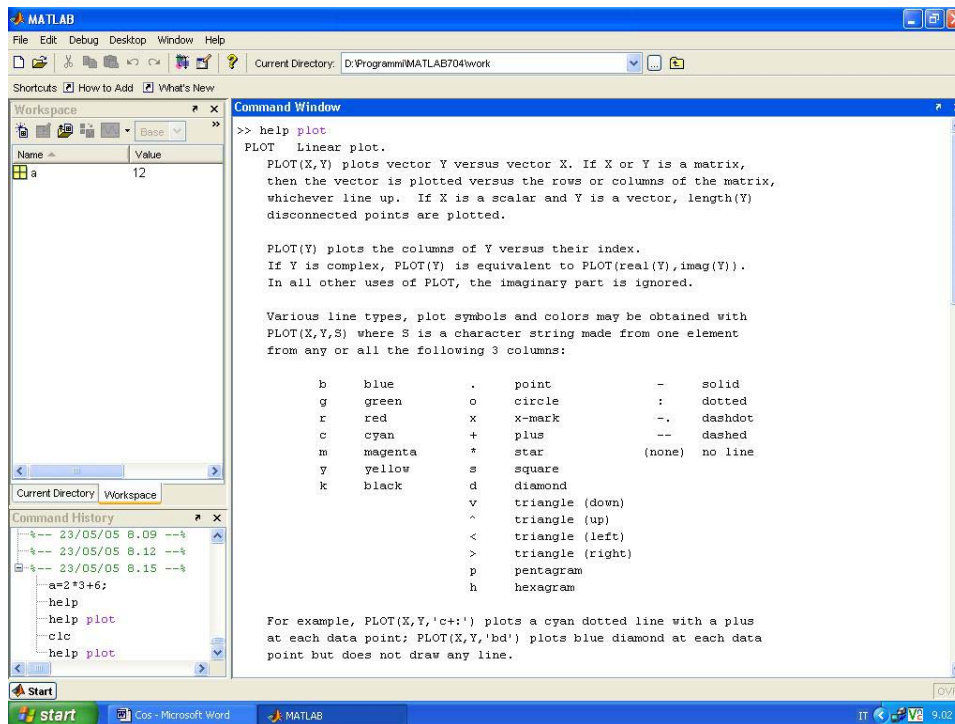 MATLAB
File Edit Debug Desktop Window Help
Current Directory: D:\Programmi\MATLAB704\work
Shortcuts How to Add What's New
Workspace
Base
Name Value
a 12
Current Directory Workspace
Command History
%-- 23/05/05 8.09 --%
%-- 23/05/05 8.12 --%
%-- 23/05/05 8.15 --%
a=2*3+6;
help
help plot
clc
help plot
Command Window
>> help plot
PLOT Linear plot.
PLOT(X,Y) plots vector Y versus vector X. If X or Y is a matrix,
then the vector is plotted versus the rows or columns of the matrix,
whichever line up. If X is a scalar and Y is a vector, length(Y)
disconnected points are plotted.
PLOT(Y) plots the columns of Y versus their index.
If Y is complex, PLOT(Y) is equivalent to PLOT(real(Y),imag(Y)).
In all other uses of PLOT, the imaginary part is ignored.
Various line types, plot symbols and colors may be obtained with
PLOT(X,Y,S) where S is a character string made from one element
from any or all the following 3 columns:
b blue . point - solid
g green o circle : dotted
r red x x-mark -. dashdot
c cyan + plus -- dashed
m magenta * star (none) no line
y yellow s square
k black d diamond
v triangle (down)
^ triangle (up)
< triangle (left)
> triangle (right)
p pentagram
h hexagram
For example, PLOT(X,Y,'c+:') plots a cyan dotted line with a plus
at each data point; PLOT(X,Y,'bd') plots blue diamond at each data
point but does not draw any line.
Start
OVR
start Cos - Microsoft Word MATLAB IT 9.02